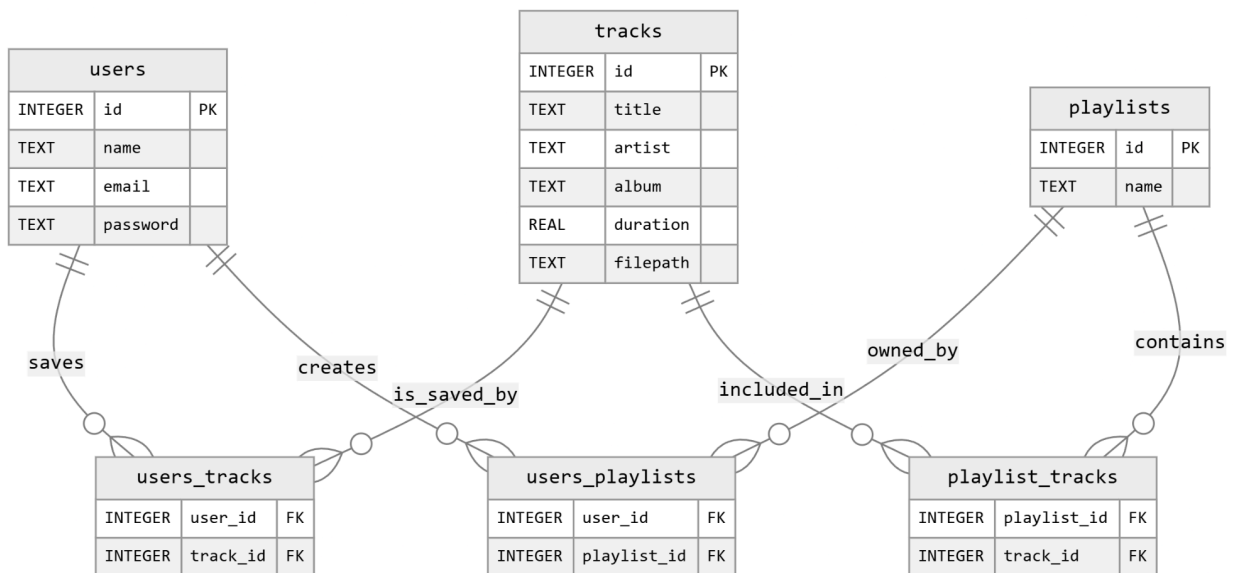 users
INTEGER id PK
TEXT name
TEXT email
TEXT password
tracks
INTEGER id PK
TEXT title
TEXT artist
TEXT album
REAL duration
TEXT filepath
playlists
INTEGER id PK
TEXT name
saves
creates
is_saved_by
included_in
owned_by
contains
users_tracks
INTEGER user_id FK
INTEGER track_id FK
users_playlists
INTEGER user_id FK
INTEGER playlist_id FK
playlist_tracks
INTEGER playlist_id FK
INTEGER track_id FK